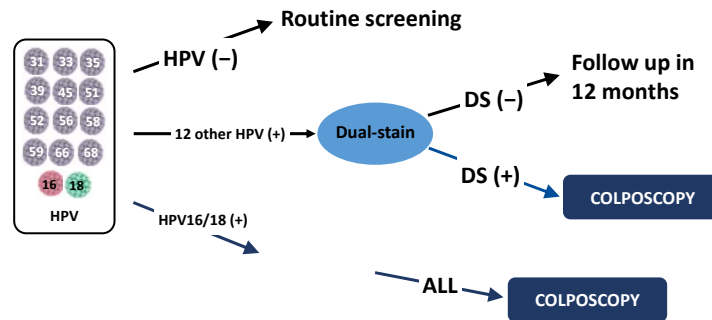 Routine screening
31 33 35
HPV (–)
39 45 51
Follow up in
12 months
DS (–)
52 56 58
12 other HPV (+)
Dual-stain
59 66 68
DS (+)
16 18
COLPOSCOPY
HPV
HPV16/18 (+)
ALL
COLPOSCOPY